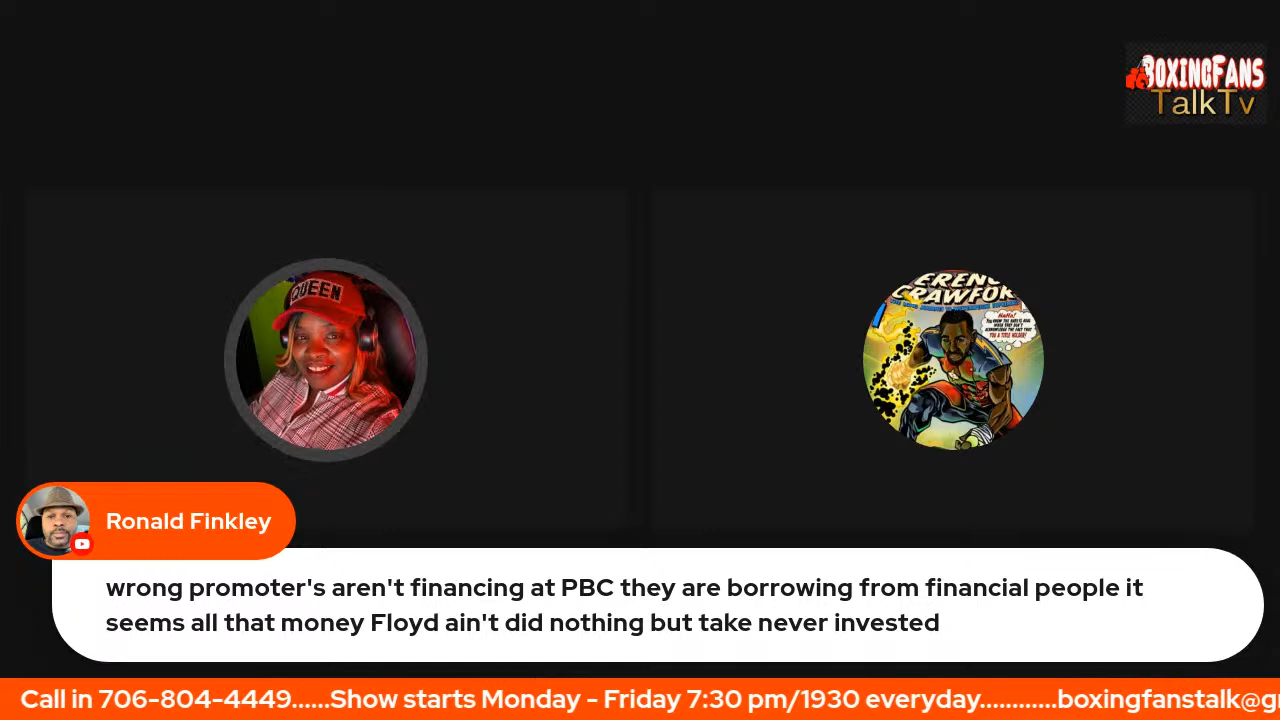 BOXINGFANS
TalkTv
QUEEN
ERENC
CRAWFOR
Ronald Finkley
wrong promoter's aren't financing at PBC they are borrowing from financial people it
seems all that money Floyd ain't did nothing but take never invested
Call in 706-804-4449......Show starts Monday - Friday 7:30 pm/1930 everyday............boxingfanstalk@g